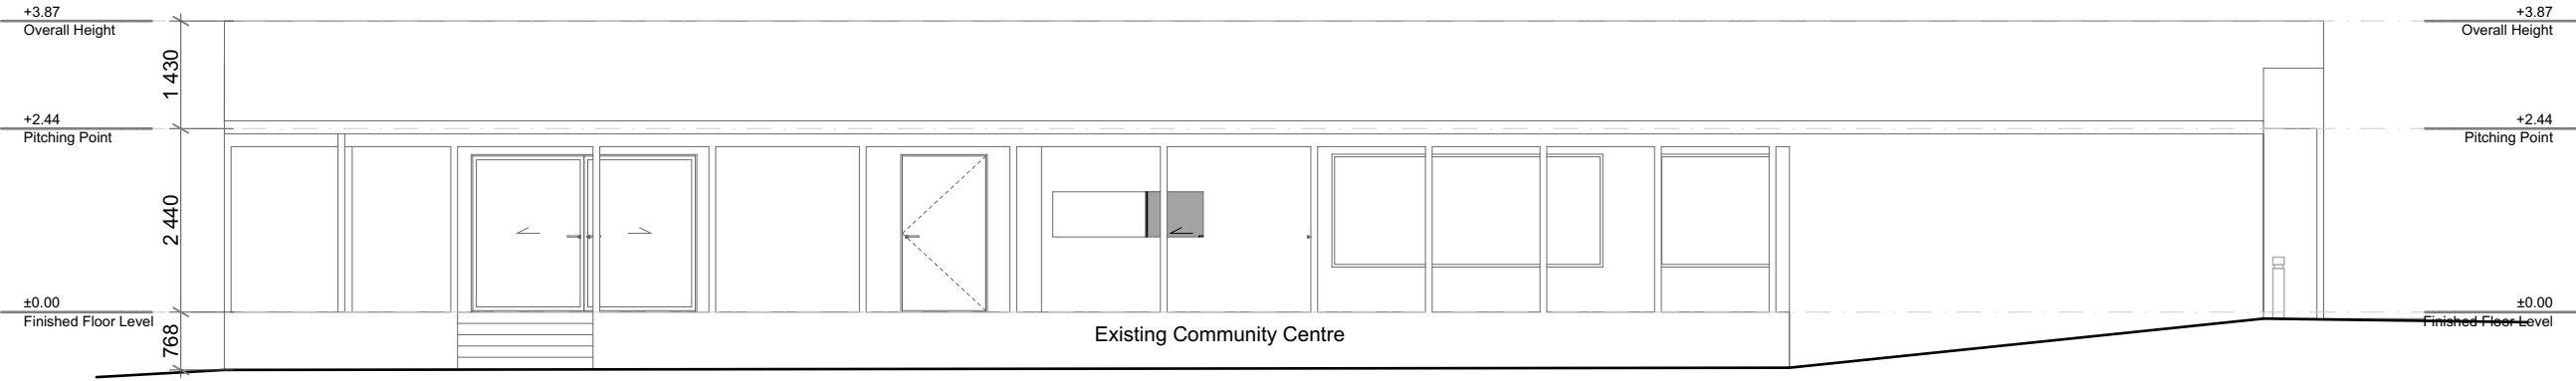 +3.87
Overall Height
+3.87
Overall Height
1 430
+2.44
Pitching Point
+2.44
Pitching Point
2 440
±0.00
Finished Floor Level
±0.00
Finished Floor Level
768
Existing Community Centre